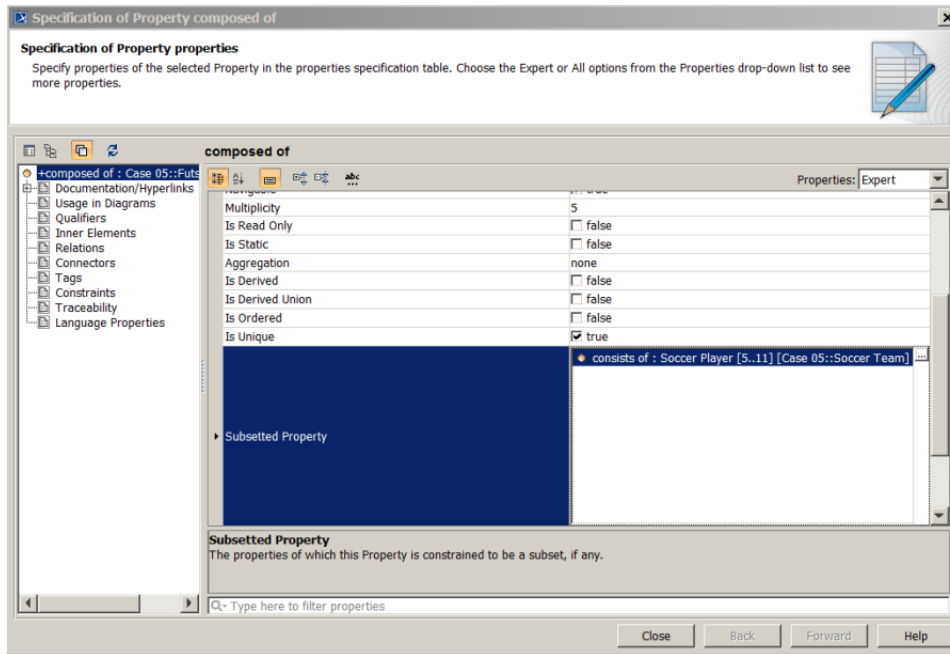 Specification of Property composed of
Specification of Property properties
Specify properties of the selected Property in the properties specification table. Choose the Expert or All options from the Properties drop-down list to see
more properties.
composed of
+composed of : Case 05::Futs
Documentation/Hyperlinks
Usage in Diagrams
Qualifiers
Inner Elements
Relations
Connectors
Tags
Constraints
Traceability
Language Properties
abc
Properties: Expert
Multiplicity 5
Is Read Only false
Is Static false
Aggregation none
Is Derived false
Is Derived Union false
Is Ordered false
Is Unique true
Subsetted Property consists of : Soccer Player [5..11] [Case 05::Soccer Team] ...
Subsetted Property
The properties of which this Property is constrained to be a subset, if any.
Type here to filter properties
Close Back Forward Help